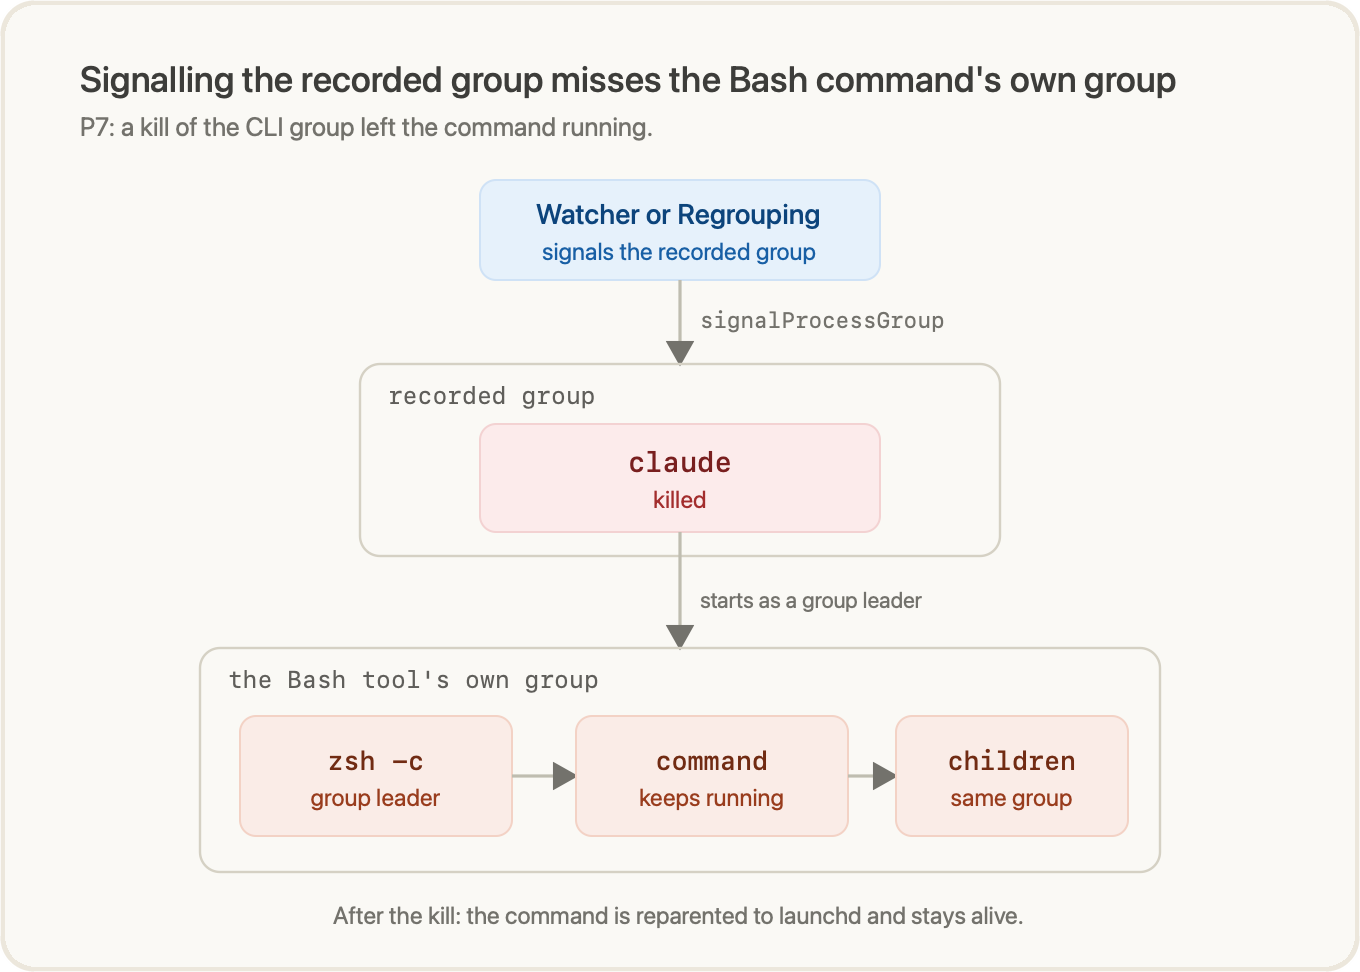 Signalling the recorded group misses the Bash command's own group
P7: a kill of the CLI group left the command running.
Watcher or Regrouping
signals the recorded group
signalProcessGroup
recorded group
claude
killed
starts as a group leader
the Bash tool's own group
zsh –c
group leader
command
keeps running
children
same group
After the kill: the command is reparented to launchd and stays alive.